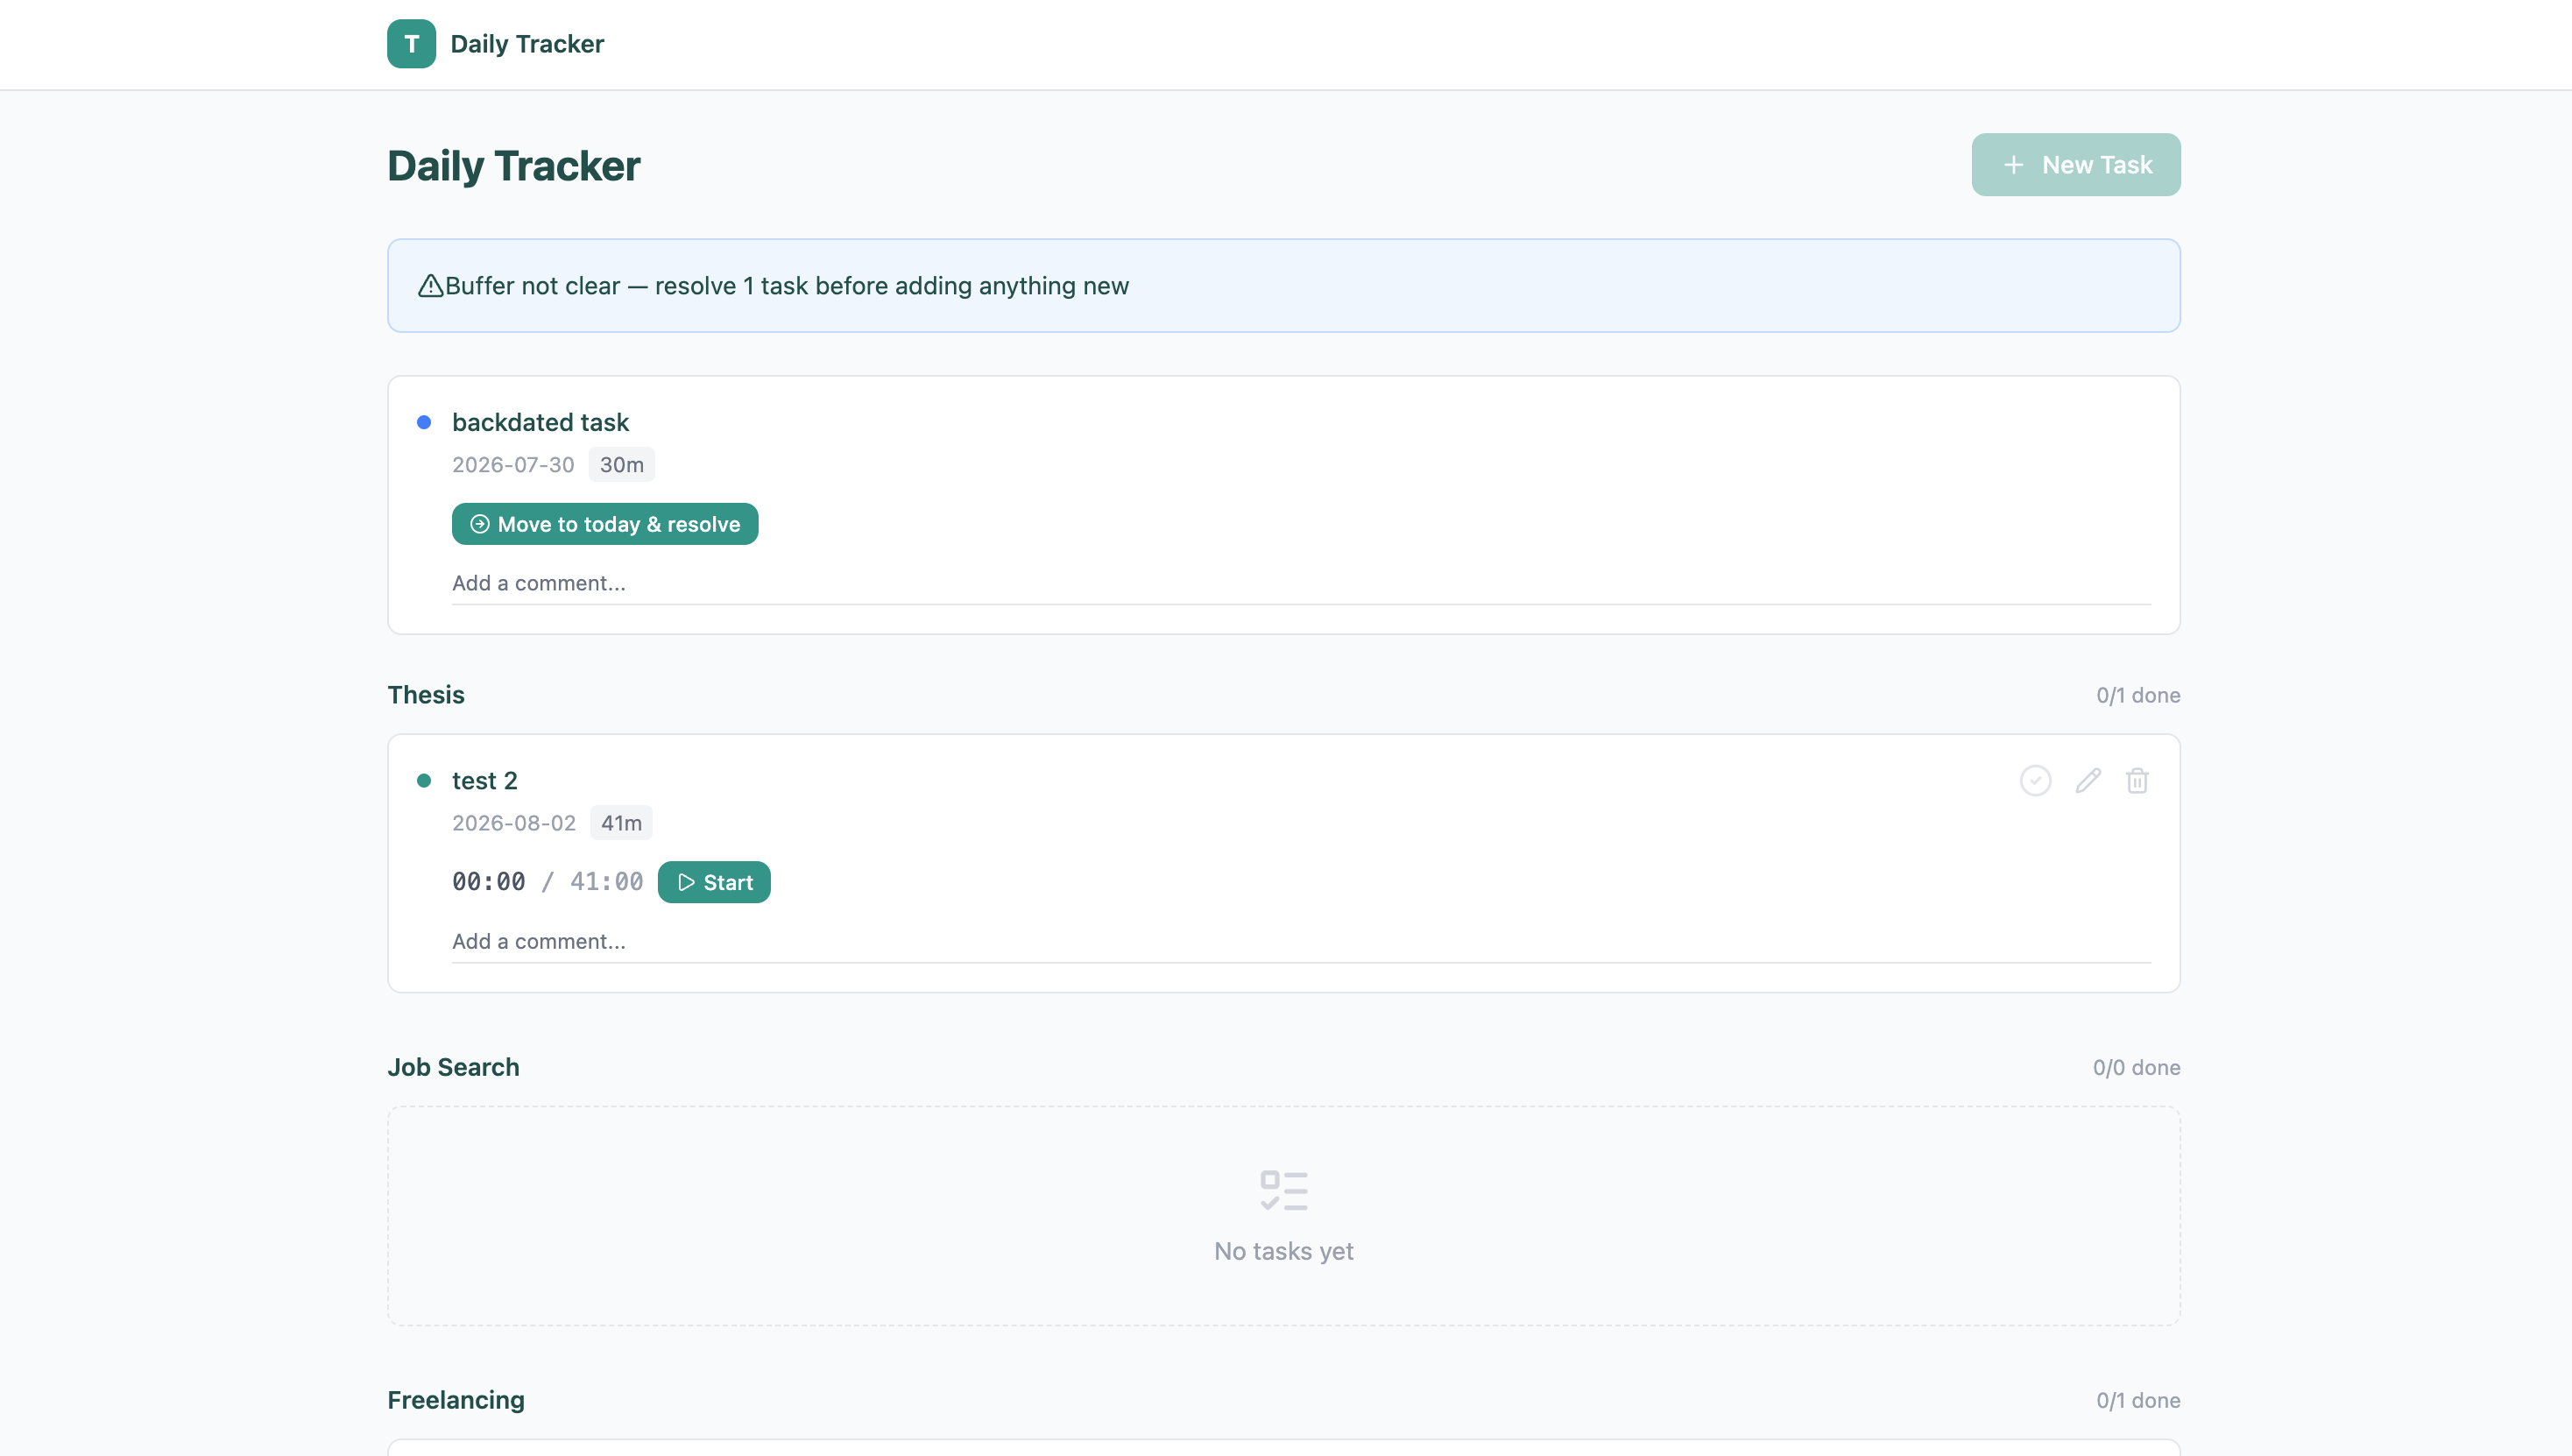 T Daily Tracker
Daily Tracker
+ New Task
Buffer not clear — resolve 1 task before adding anything new
backdated task
2026-07-30 30m
Move to today & resolve
Add a comment...
Thesis 0/1 done
test 2
2026-08-02 41m
00:00 / 41:00 Start
Add a comment...
Job Search 0/0 done
No tasks yet
Freelancing 0/1 done